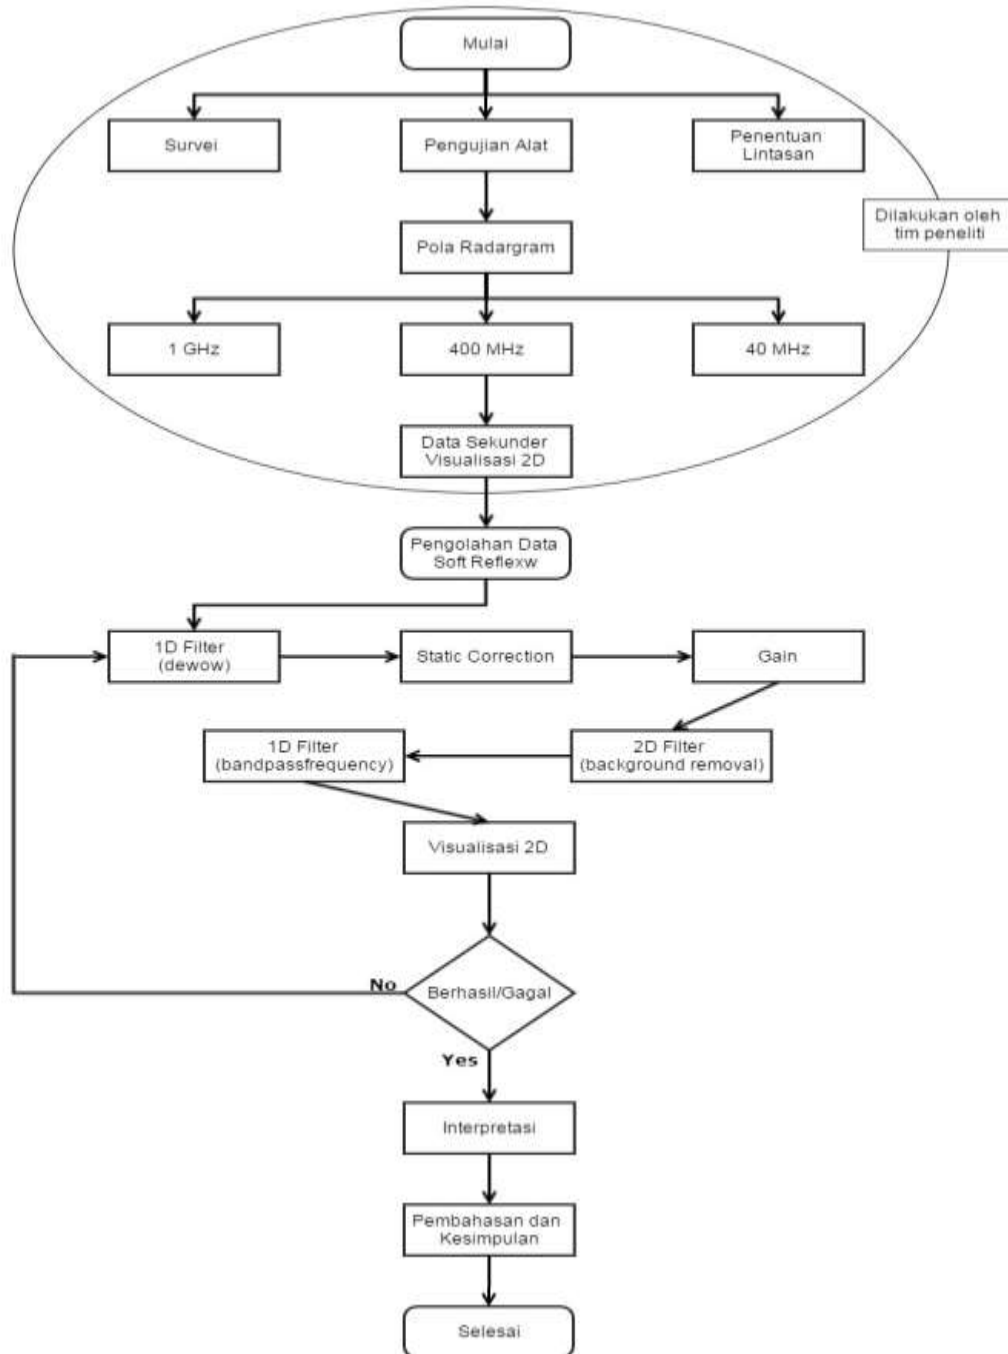 Mulai
Survei
Pengujian Alat
Penentuan
Lintasan
Dilakukan oleh
tim peneliti
Pola Radargram
1 GHz
400 MHz
40 MHz
Data Sekunder
Visualisasi 2D
Pengolahan Data
Soft Reflexw
1D Filter
(dewow)
Static Correction
Gain
1D Filter
(bandpassfrequency)
2D Filter
(background removal)
Visualisasi 2D
No
Berhasil/Gagal
Yes
Interpretasi
Pembahasan dan
Kesimpulan
Selesai